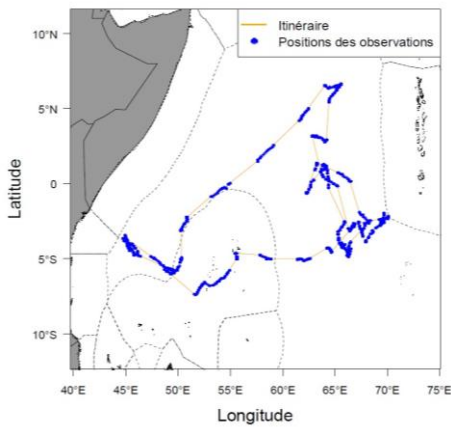 Itinéraire
Positions des observations
10°N
5°N
0
5°S
10°S
Latitude
40°E 45°E 50°E 55°E 60°E 65°E 70°E 75°E
Longitude